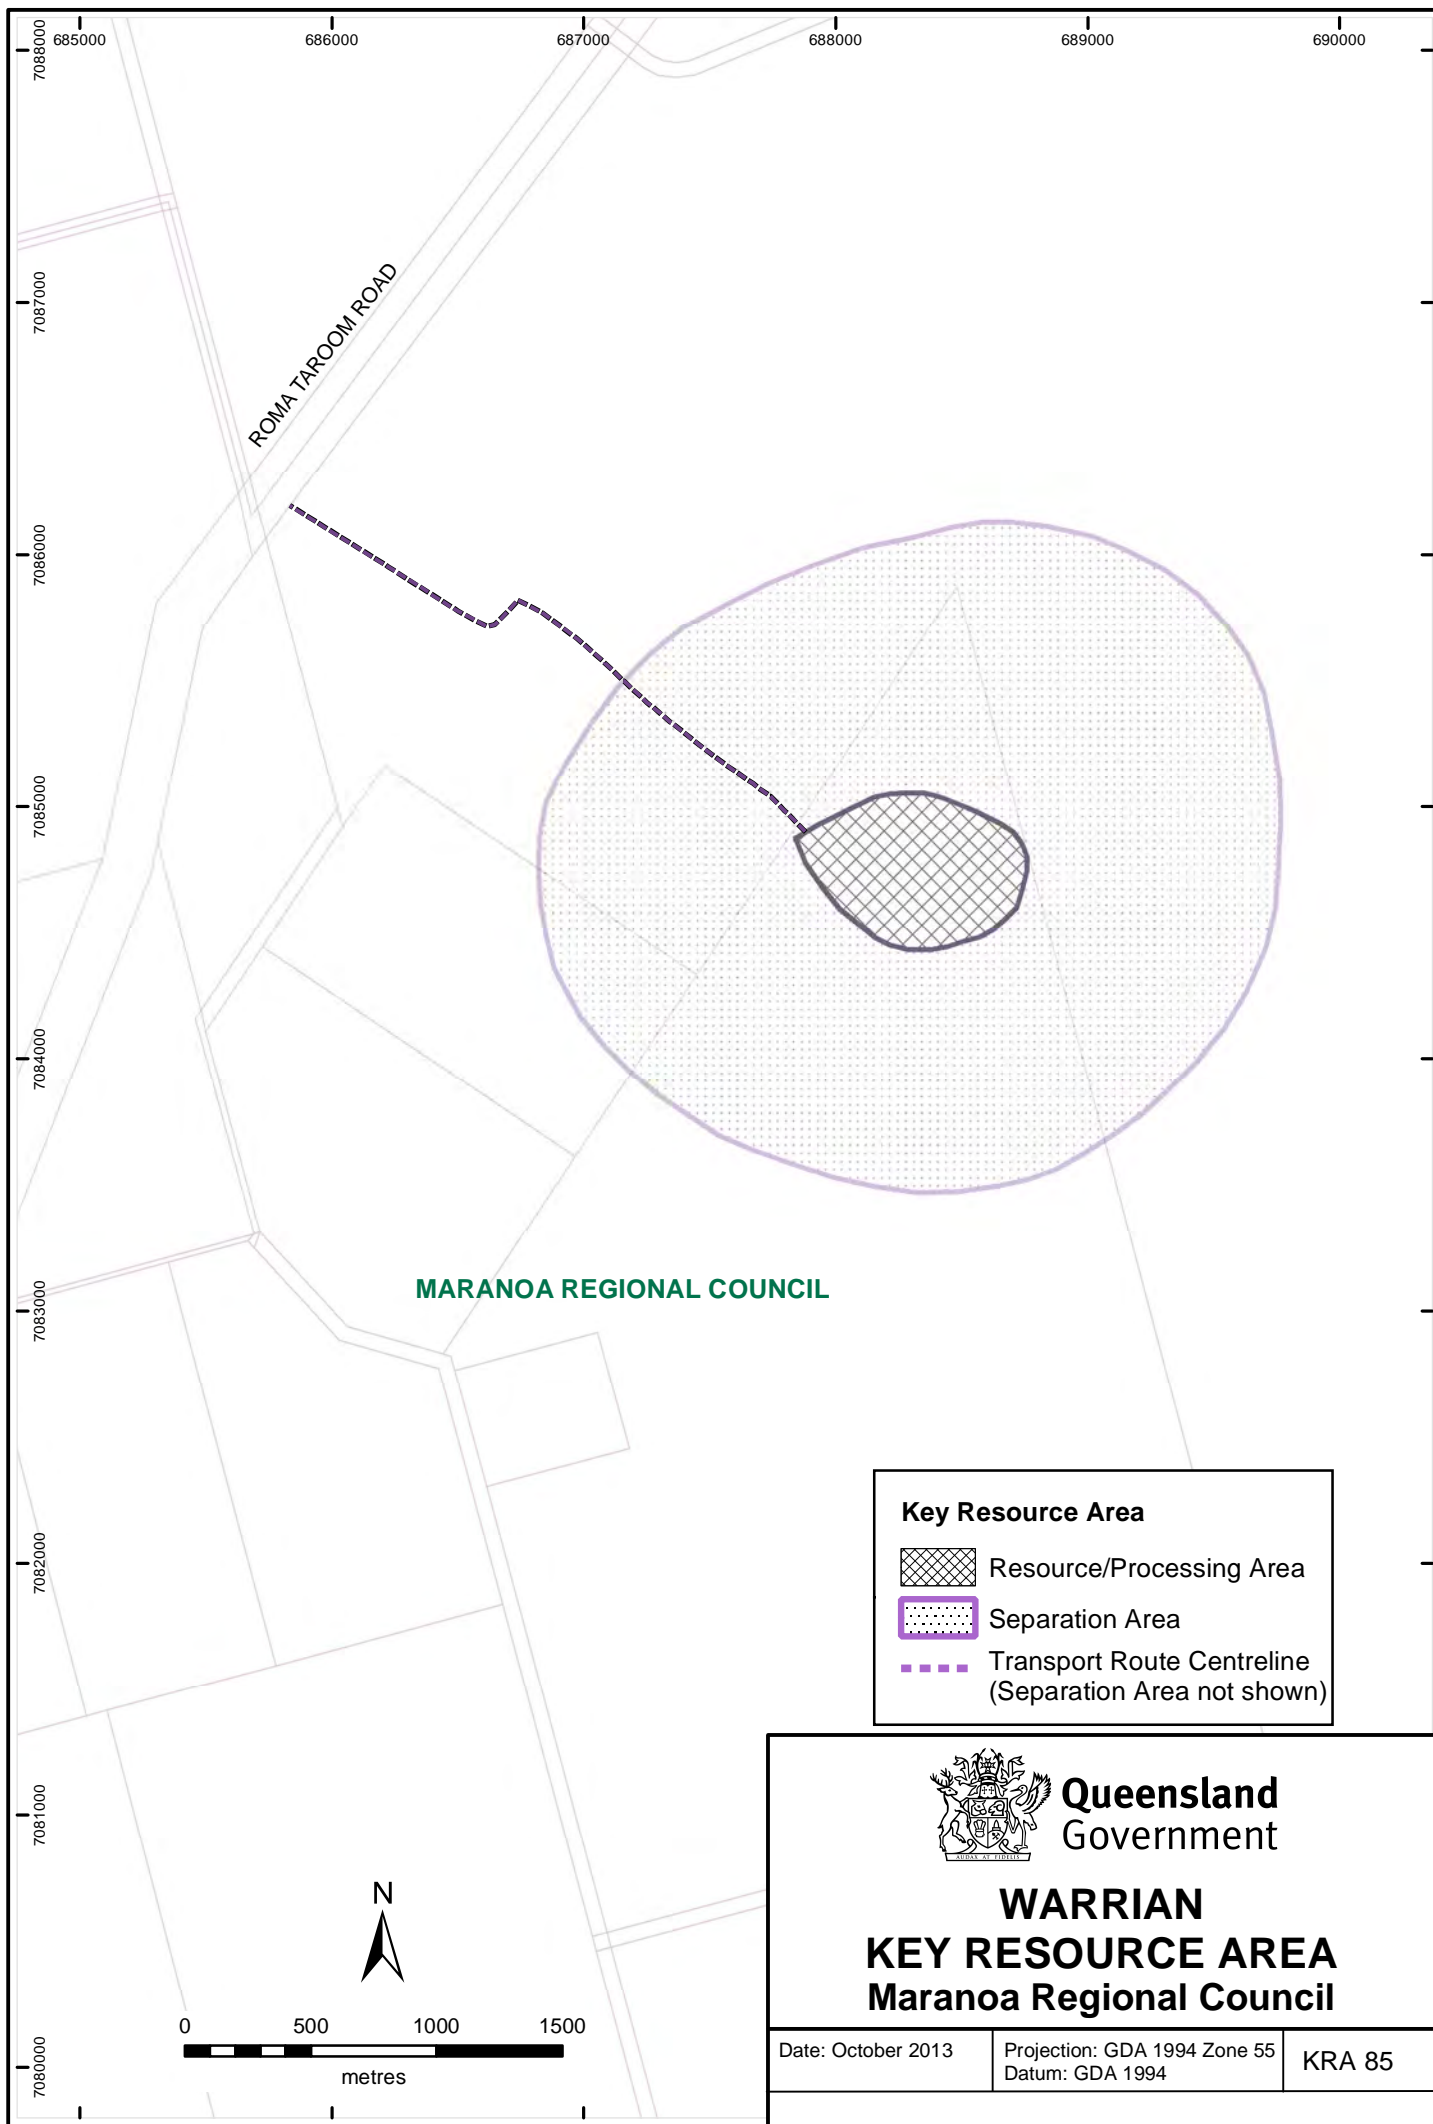 685000
686000
687000
688000
689000
690000
7088000
7087000
7086000
7085000
7084000
7083000
7082000
7081000
7080000
ROMA TAROOM ROAD
MARANOA REGIONAL COUNCIL
Key Resource Area
Resource/Processing Area
Separation Area
Transport Route Centreline
(Separation Area not shown)
AUDAX AT FIDELIS
Queensland
Government
WARRIAN
KEY RESOURCE AREA
Maranoa Regional Council
Date: October 2013
Projection: GDA 1994 Zone 55
Datum: GDA 1994
KRA 85
N
0 500 1000 1500
metres